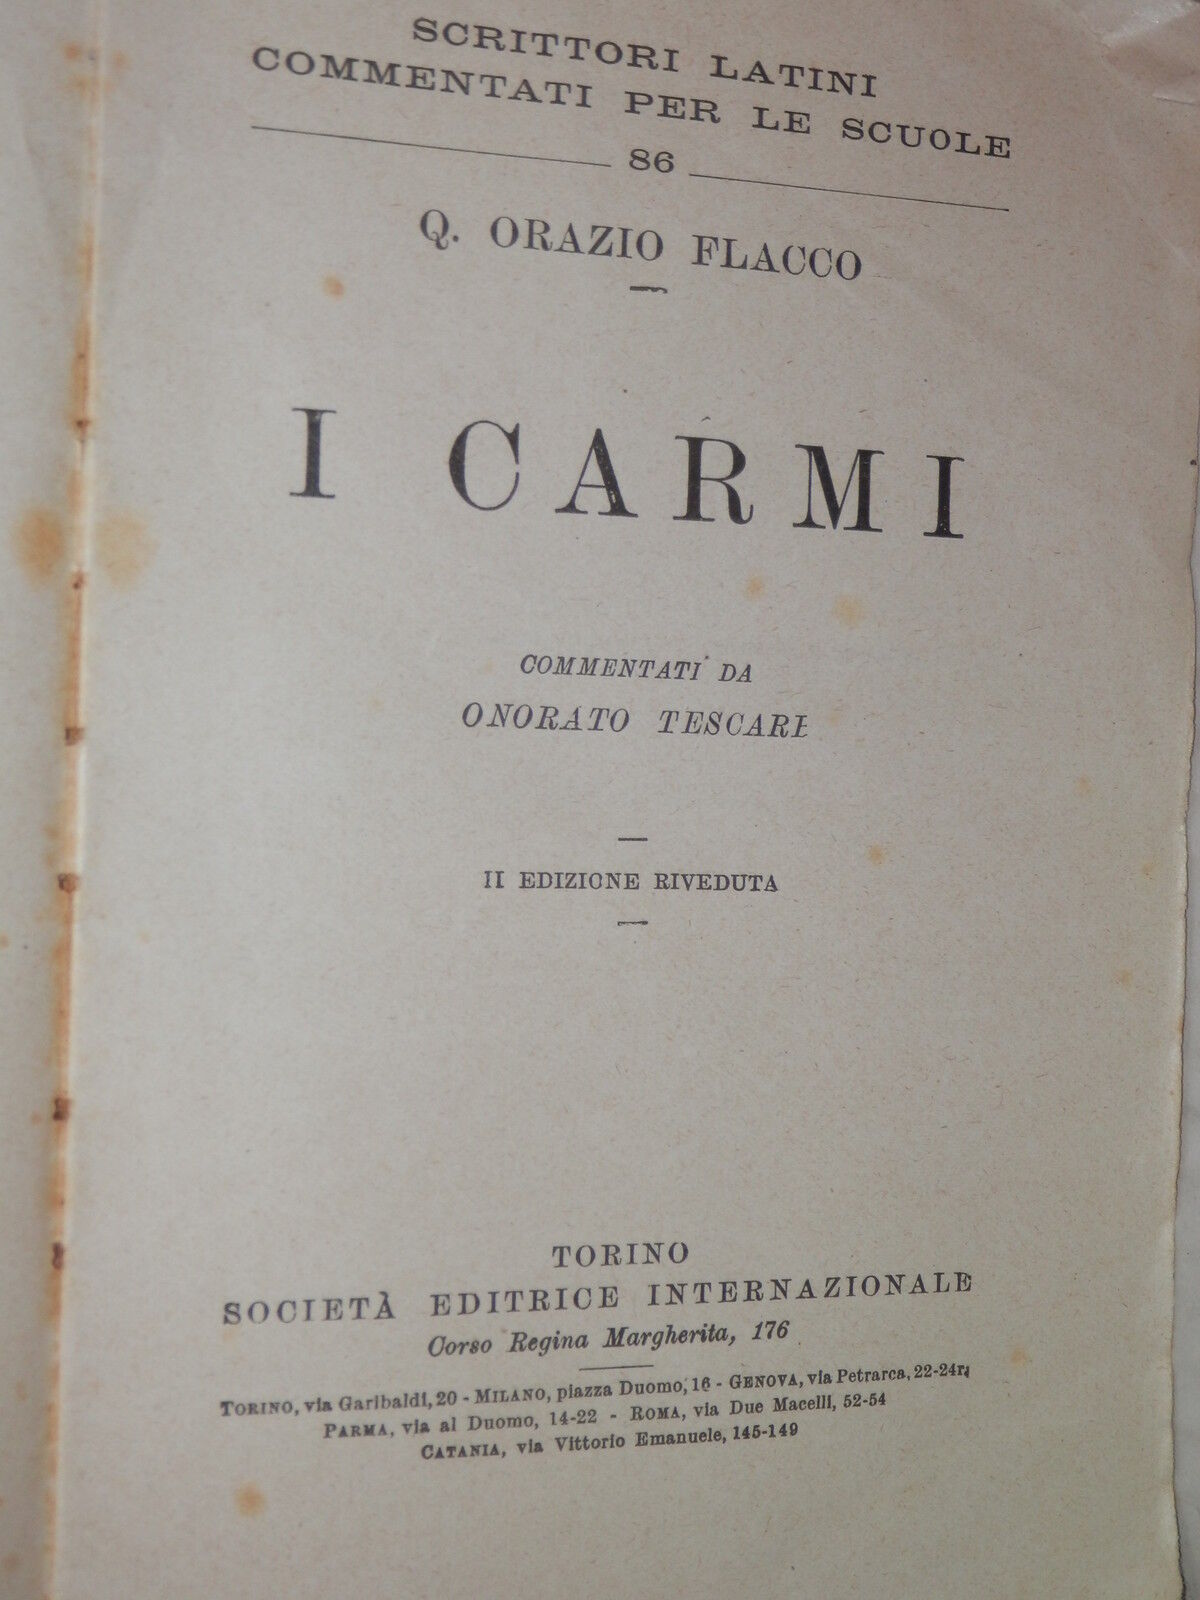 SCRITTORI LATINI
COMMENTATI PER LE SCUOLE
86
Q. ORAZIO FLACCO
I CARMI
COMMENTATI DA
ONORATO TESCARI
II EDIZIONE RIVEDUTA
TORINO
SOCIETÀ EDITRICE INTERNAZIONALE
Corso Regina Margherita, 176
TORINO, via Garibaldi, 20 - MILANO, piazza Duomo, 16 - GENOVA, via Petrarca, 22-24r,
PARMA, via al Duomo, 14-22 - ROMA, via Due Macelli, 52-54
CATANIA, via Vittorio Emanuele, 145-149